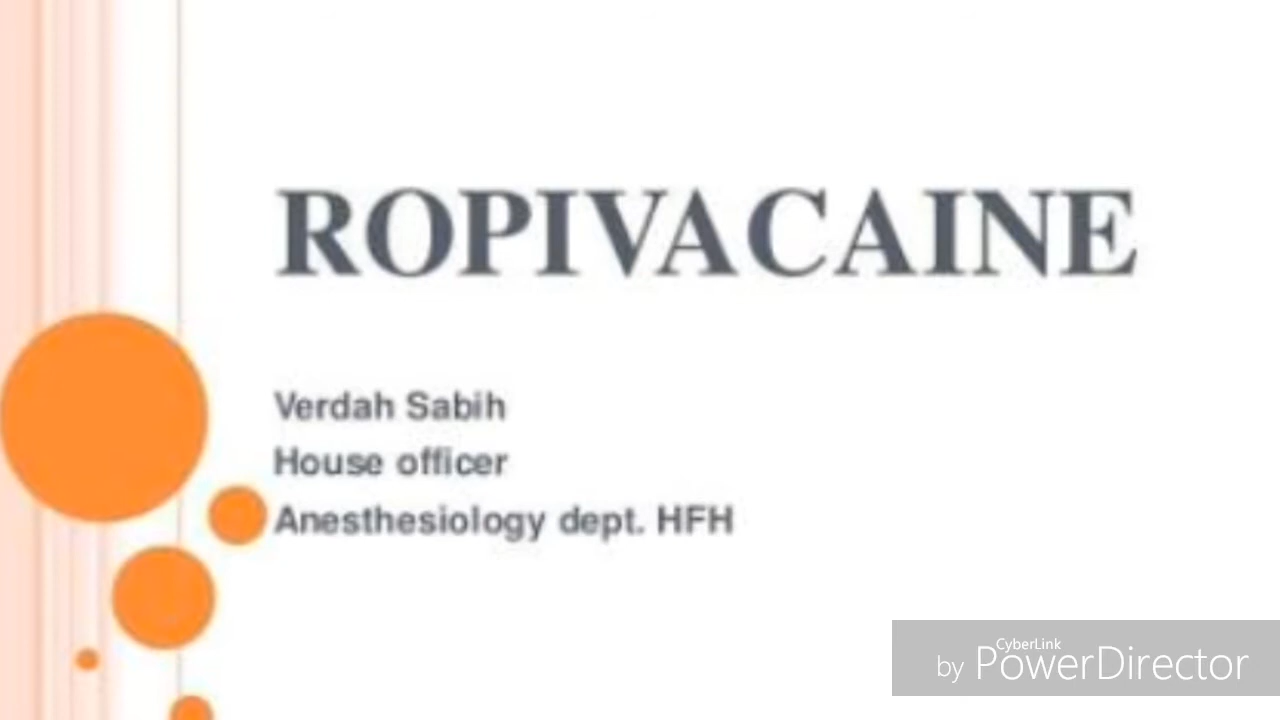 ROPIVACAINE
Verdah Sabih
House officer
Anesthesiology dept. HFH
CyberLink
by PowerDirector